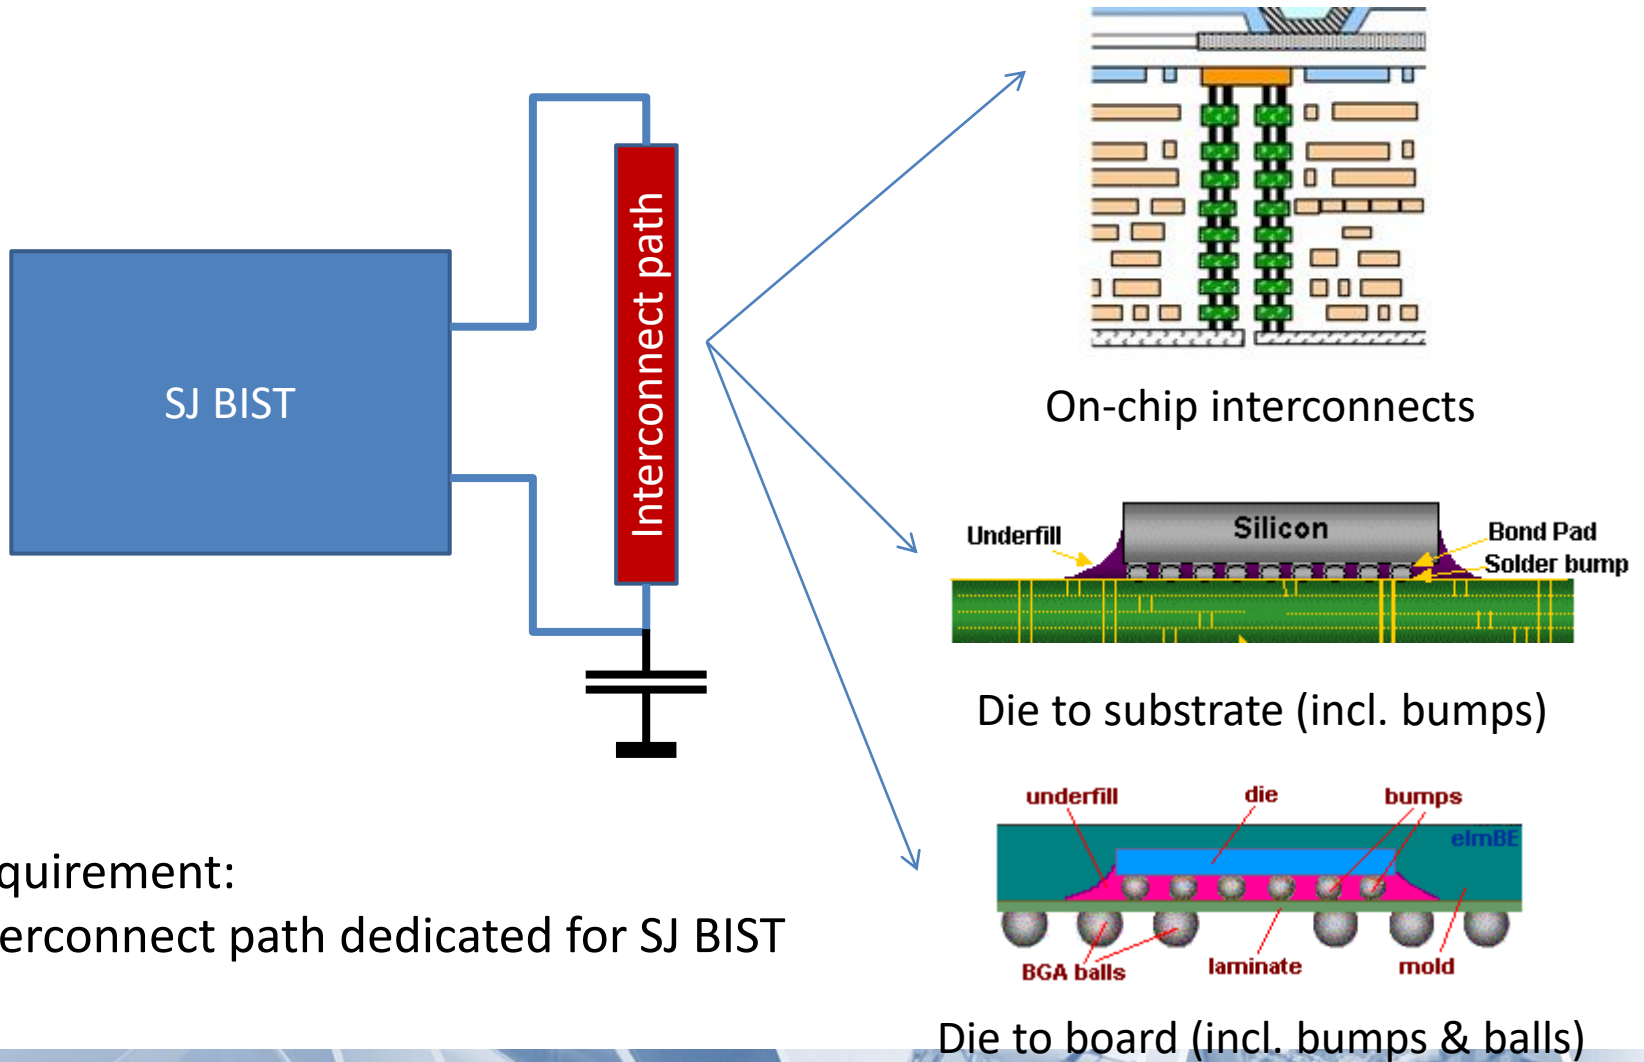 SJ BIST
Interconnect path
On-chip interconnects
Underfill
Silicon
Bond Pad
Solder bump
Die to substrate (incl. bumps)
underfill
die
bumps
elmBE
BGA balls
laminate
mold
Die to board (incl. bumps & balls)
quirement:
erconnect path dedicated for SJ BIST